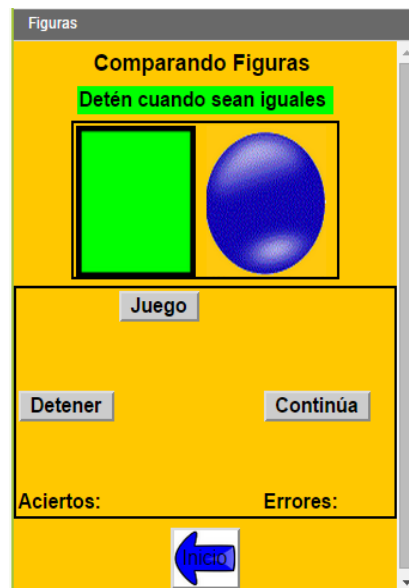 Figuras
Comparando Figuras
Detén cuando sean iguales
Juego
Detener Continúa
Aciertos: Errores:
Inicio